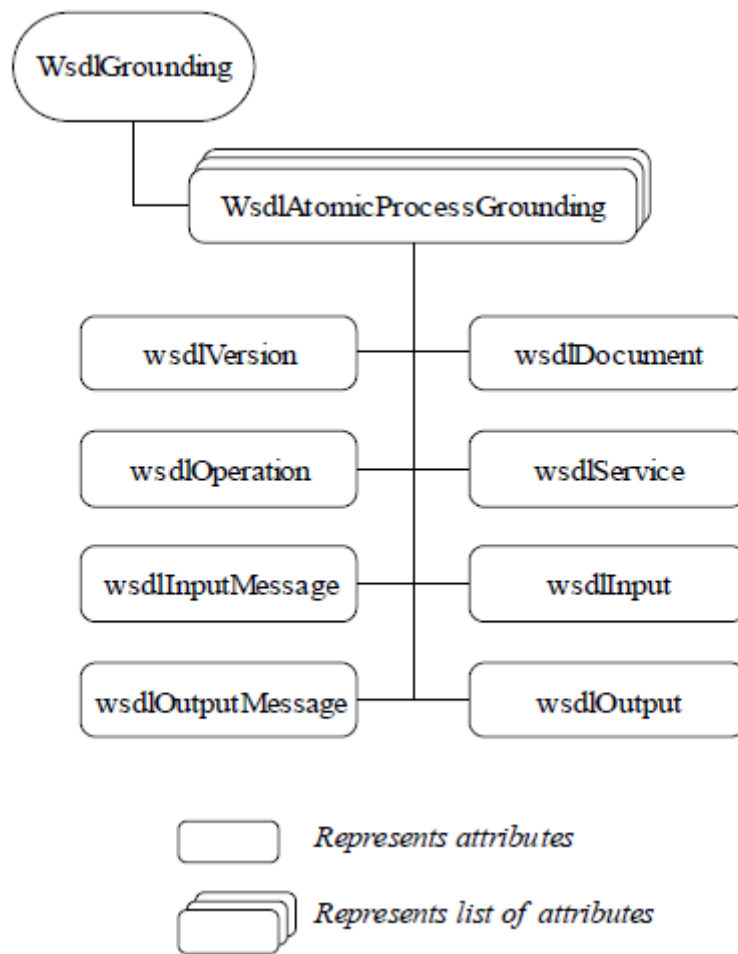 WsdlGrounding
WsdlAtomicProcessGrounding
wsdlVersion
wsdlDocument
wsdlOperation
wsdlService
wsdlInputMessage
wsdlInput
wsdlOutputMessage
wsdlOutput
Represents attributes
Represents list of attributes